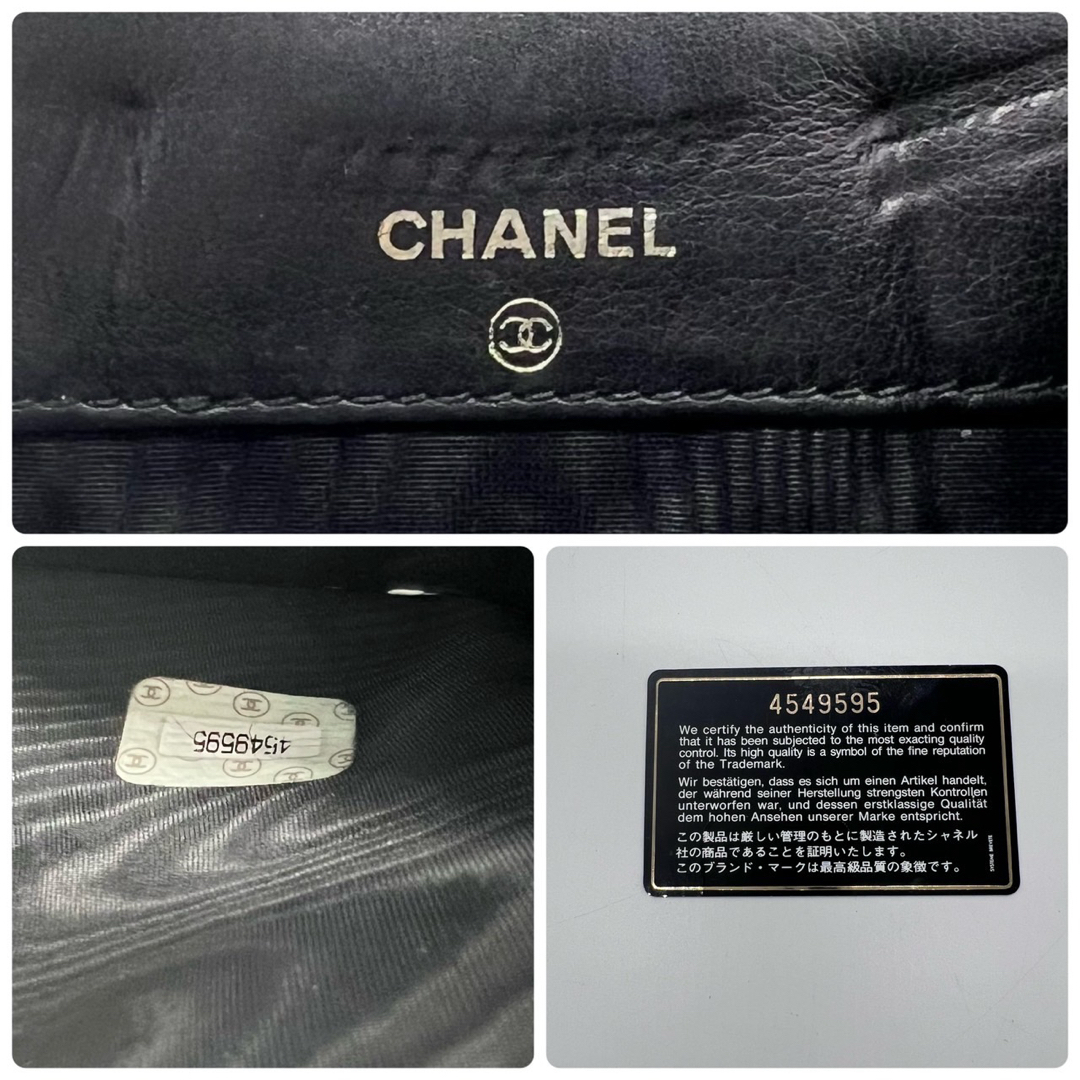 CHANEL
4549595
4549595
We certify the authenticity of this item and confirm
that it has been subjected to the most exacting quality
control. Its high quality is a symbol of the fine reputation
of the Trademark.
Wir bestätigen, dass es sich um einen Artikel handelt,
der während seiner Herstellung strengsten Kontrollen
unterworfen war, und dessen erstklassige Qualität
dem hohen Ansehen unserer Marke entspricht.
この製品は厳しい管理のもとに製造されたシャネル
社の商品であることを証明いたします。
このブランド・マークは最高級品質の象徴です。